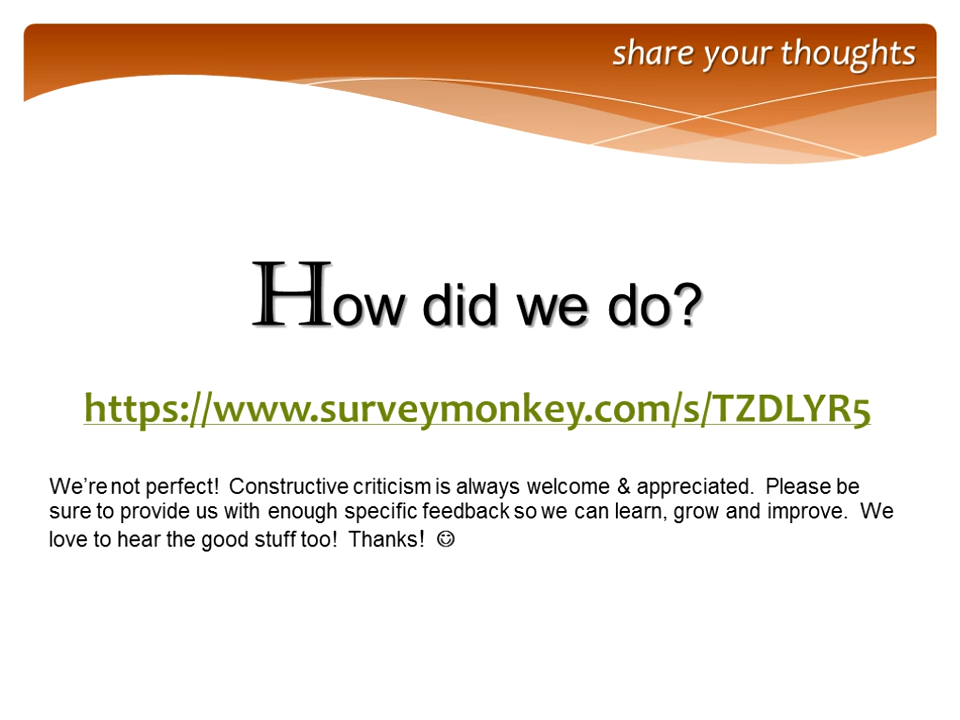 share your thoughts
How did we do?
https://www.surveymonkey.com/s/TZDLYR5
We're not perfect!  Constructive criticism is always welcome & appreciated.  Please be
sure to provide us with enough specific feedback so we can learn, grow and improve.  We
love to hear the good stuff too!  Thanks!  ☺